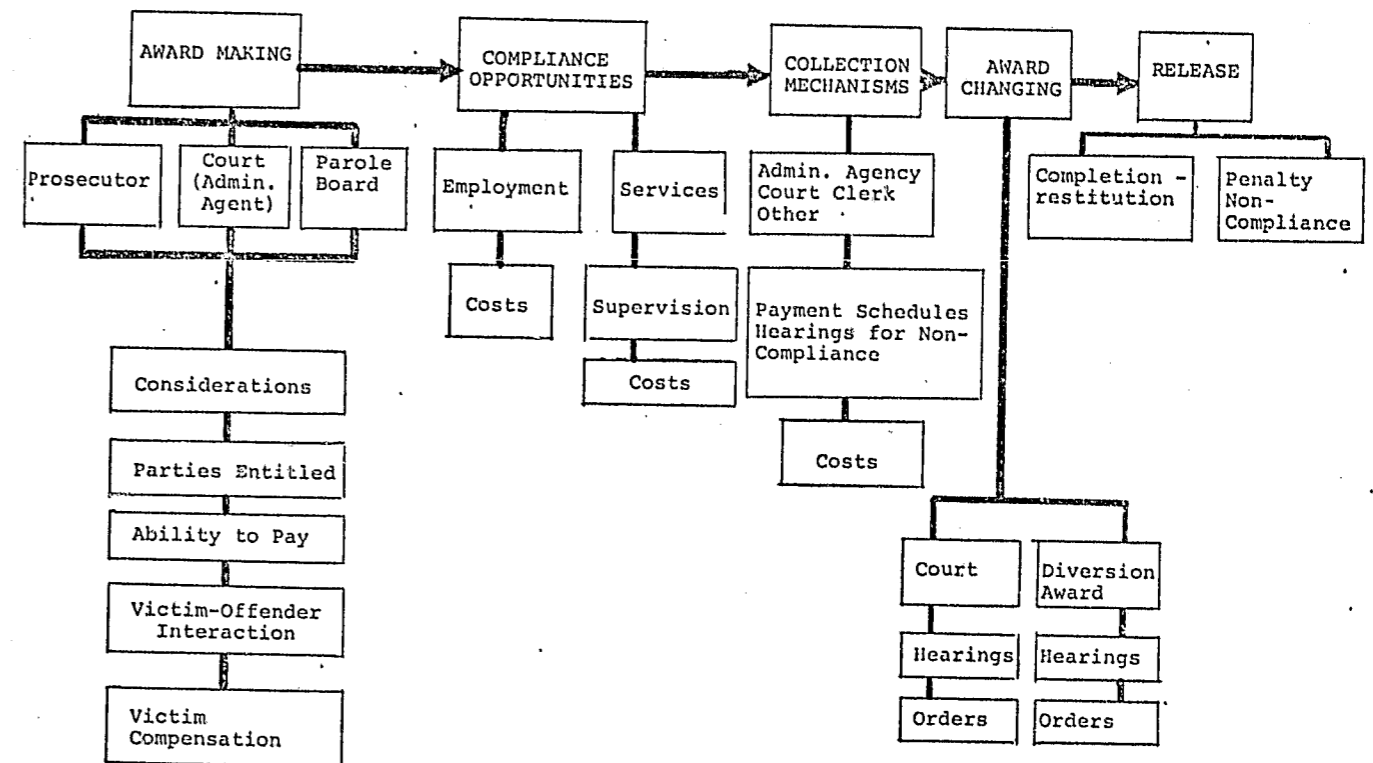 AWARD MAKING
COMPLIANCE
OPPORTUNITIES
COLLECTION
MECHANISMS
AWARD
CHANGING
RELEASE
Prosecutor
Court
(Admin.
Agent)
Parole
Board
Employment
Services
Admin. Agency
Court Clerk
Other
Completion -
restitution
Penalty
Non-
Compliance
Costs
Supervision
Costs
Payment Schedules
Hearings for Non-
Compliance
Costs
Considerations
Parties Entitled
Ability to Pay
Victim-Offender
Interaction
Victim
Compensation
Court
Hearings
Orders
Diversion
Award
Hearings
Orders